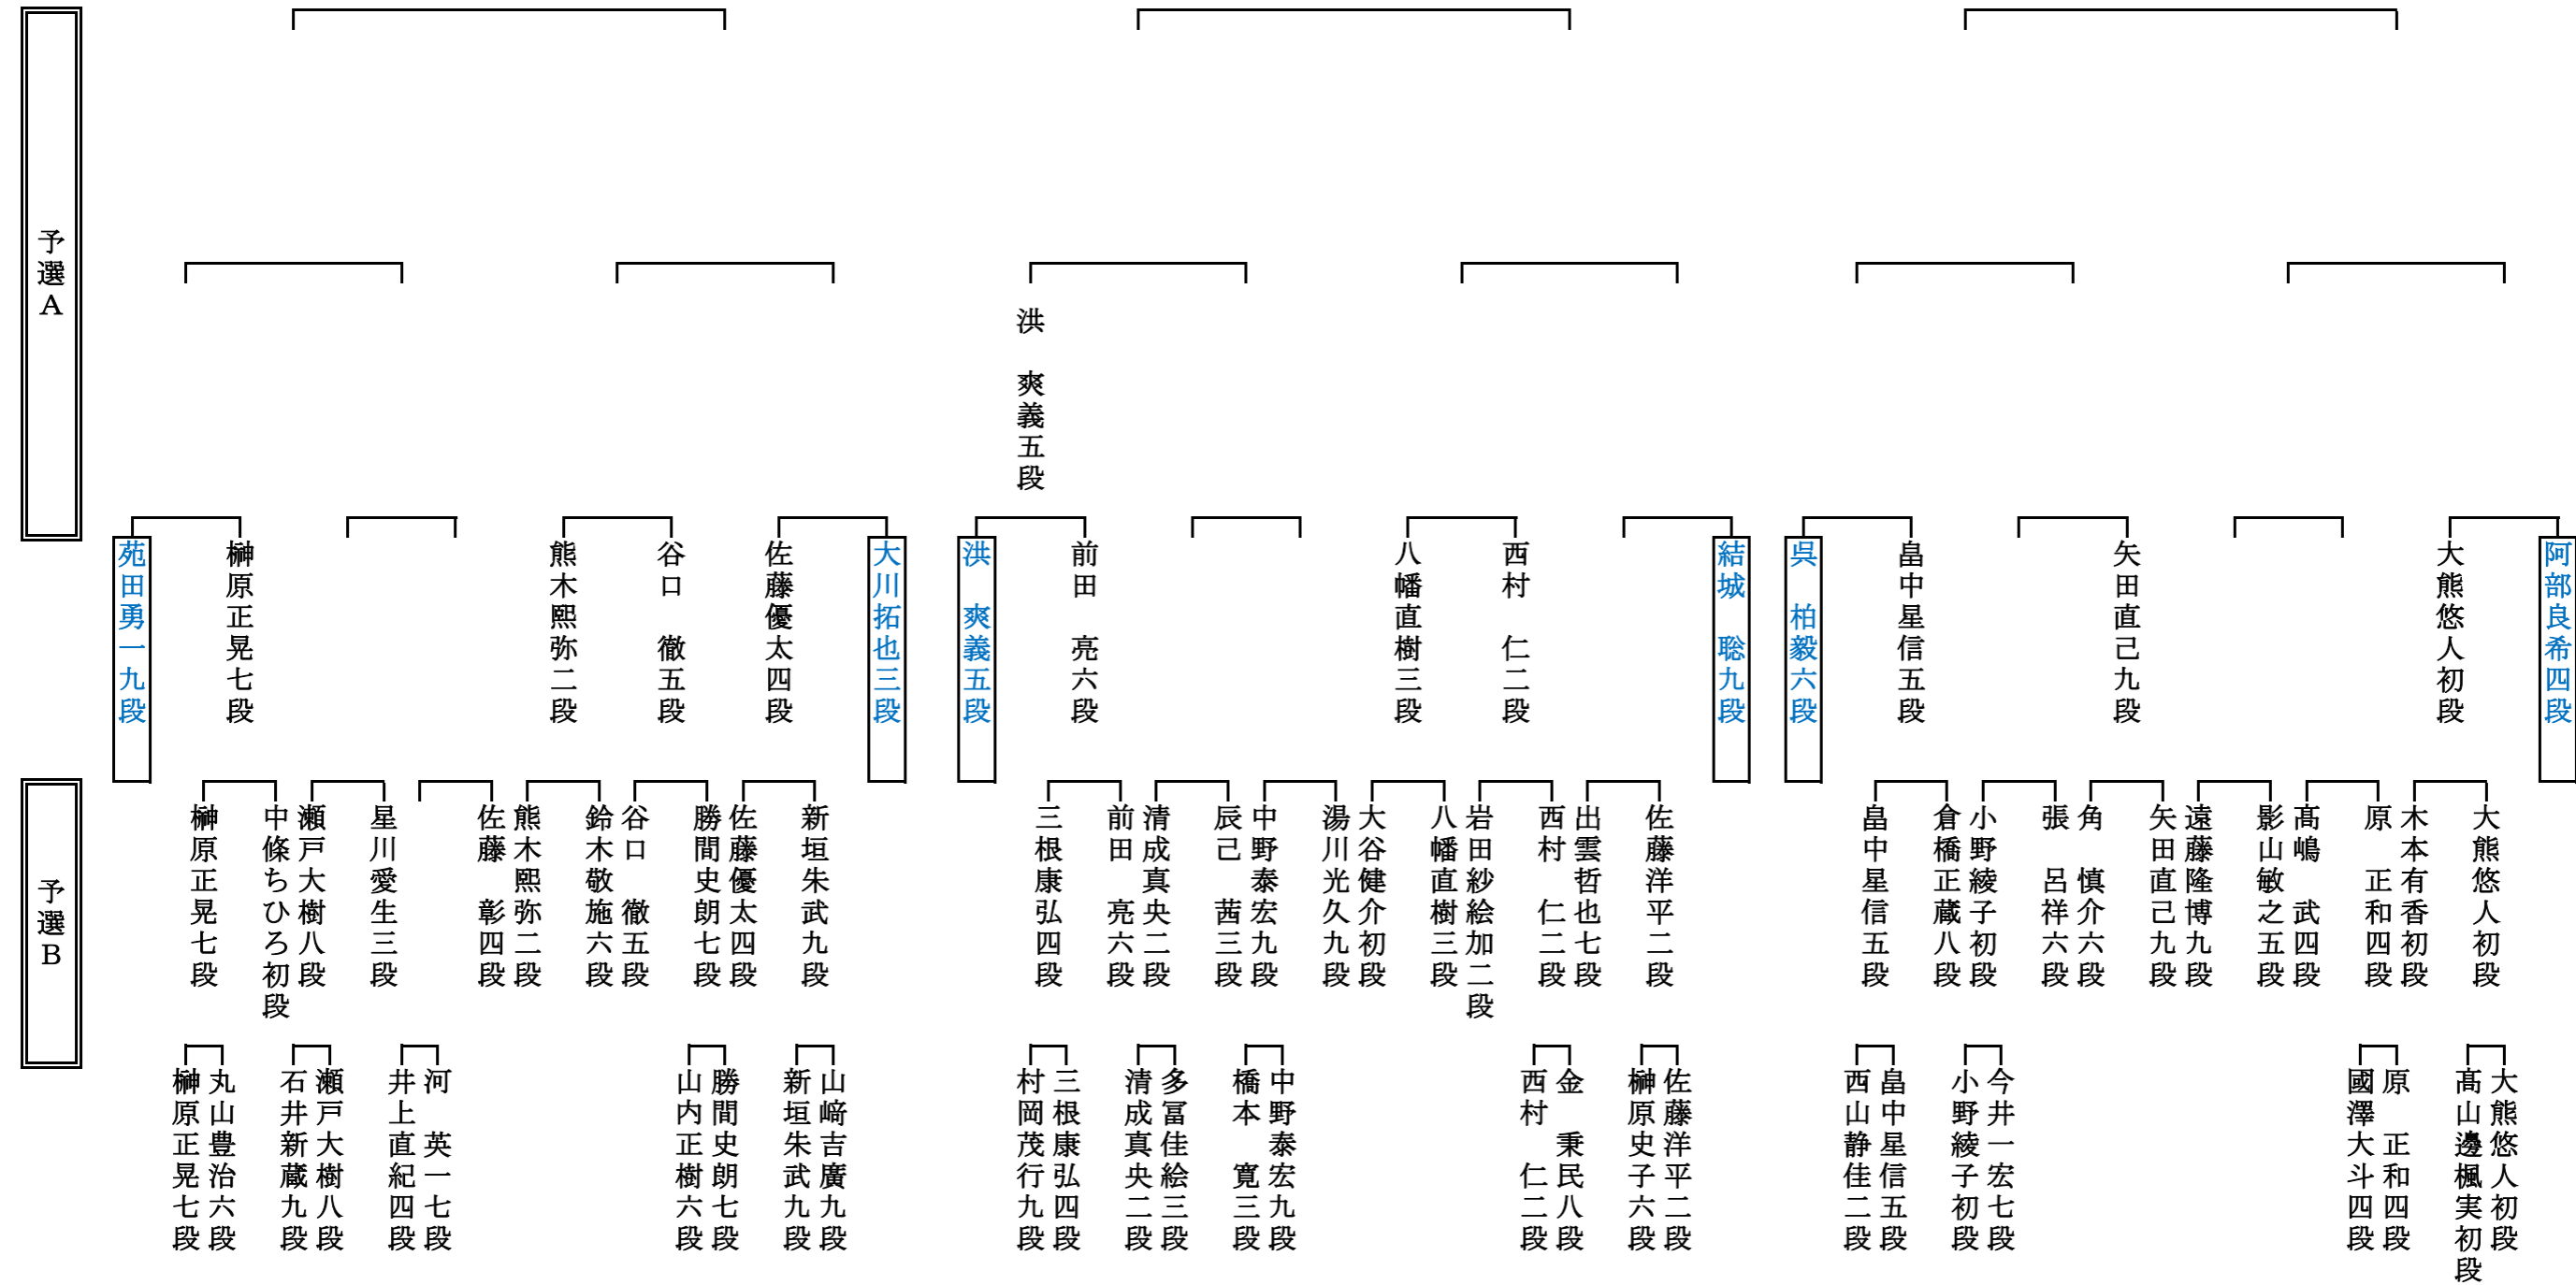 予選A
洪　爽義五段
苑田勇一九段
榊原正晃七段
熊木熙弥二段
谷口　徹五段
佐藤優太四段
大川拓也三段
洪　爽義五段
前田　亮六段
八幡直樹三段
西村　仁二段
結城　聡九段
呉　柏毅六段
畠中星信五段
矢田直己九段
大熊悠人初段
阿部良希四段
予選B
榊原正晃七段
中條ちひろ初段
瀬戸大樹八段
星川愛生三段
佐藤　彰四段
熊木熙弥二段
鈴木敬施六段
谷口　徹五段
勝間史朗七段
佐藤優太四段
新垣朱武九段
三根康弘四段
前田　亮六段
清成真央二段
辰己　茜三段
中野泰宏九段
湯川光久九段
大谷健介初段
八幡直樹三段
岩田紗絵加二段
西村　仁二段
出雲哲也七段
佐藤洋平二段
畠中星信五段
倉橋正蔵八段
小野綾子初段
張　呂祥六段
角　慎介六段
矢田直己九段
遠藤隆博九段
影山敏之五段
髙嶋　武四段
原　正和四段
木本有香初段
大熊悠人初段
榊原正晃七段
丸山豊治六段
石井新蔵九段
瀬戸大樹八段
井上直紀四段
河　英一七段
山内正樹六段
勝間史朗七段
新垣朱武九段
山﨑吉廣九段
村岡茂行九段
三根康弘四段
清成真央二段
多冨佳絵三段
橋本　寛三段
中野泰宏九段
西村　仁二段
金　秉民八段
榊原史子六段
佐藤洋平二段
西山静佳二段
畠中星信五段
小野綾子初段
今井一宏七段
國澤大斗四段
原　正和四段
髙山邊楓実初段
大熊悠人初段